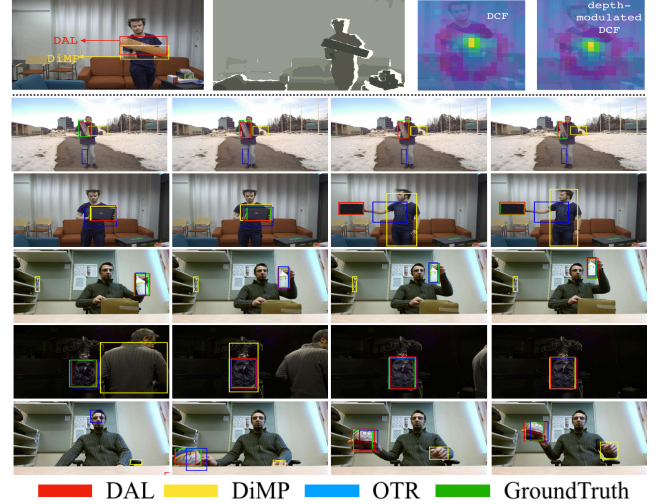 DAL
DiMP
DCF
depth-
modulated
DCF
DAL DiMP OTR GroundTruth